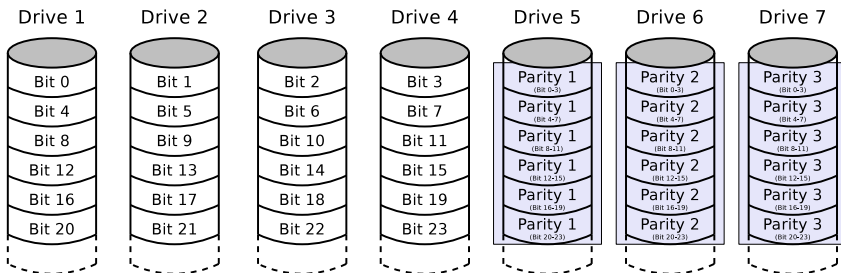 Drive 1 Drive 2 Drive 3 Drive 4 Drive 5 Drive 6 Drive 7
Bit 0 Bit 1 Bit 2 Bit 3 Parity 1 Parity 2 Parity 3
(Bit 0-3) (Bit 0-3) (Bit 0-3)
Bit 4 Bit 5 Bit 6 Bit 7 Parity 1 Parity 2 Parity 3
(Bit 4-7) (Bit 4-7) (Bit 4-7)
Bit 8 Bit 9 Bit 10 Bit 11 Parity 1 Parity 2 Parity 3
(Bit 8-11) (Bit 8-11) (Bit 8-11)
Bit 12 Bit 13 Bit 14 Bit 15 Parity 1 Parity 2 Parity 3
(Bit 12-15) (Bit 12-15) (Bit 12-15)
Bit 16 Bit 17 Bit 18 Bit 19 Parity 1 Parity 2 Parity 3
(Bit 16-19) (Bit 16-19) (Bit 16-19)
Bit 20 Bit 21 Bit 22 Bit 23 Parity 1 Parity 2 Parity 3
(Bit 20-23) (Bit 20-23) (Bit 20-23)